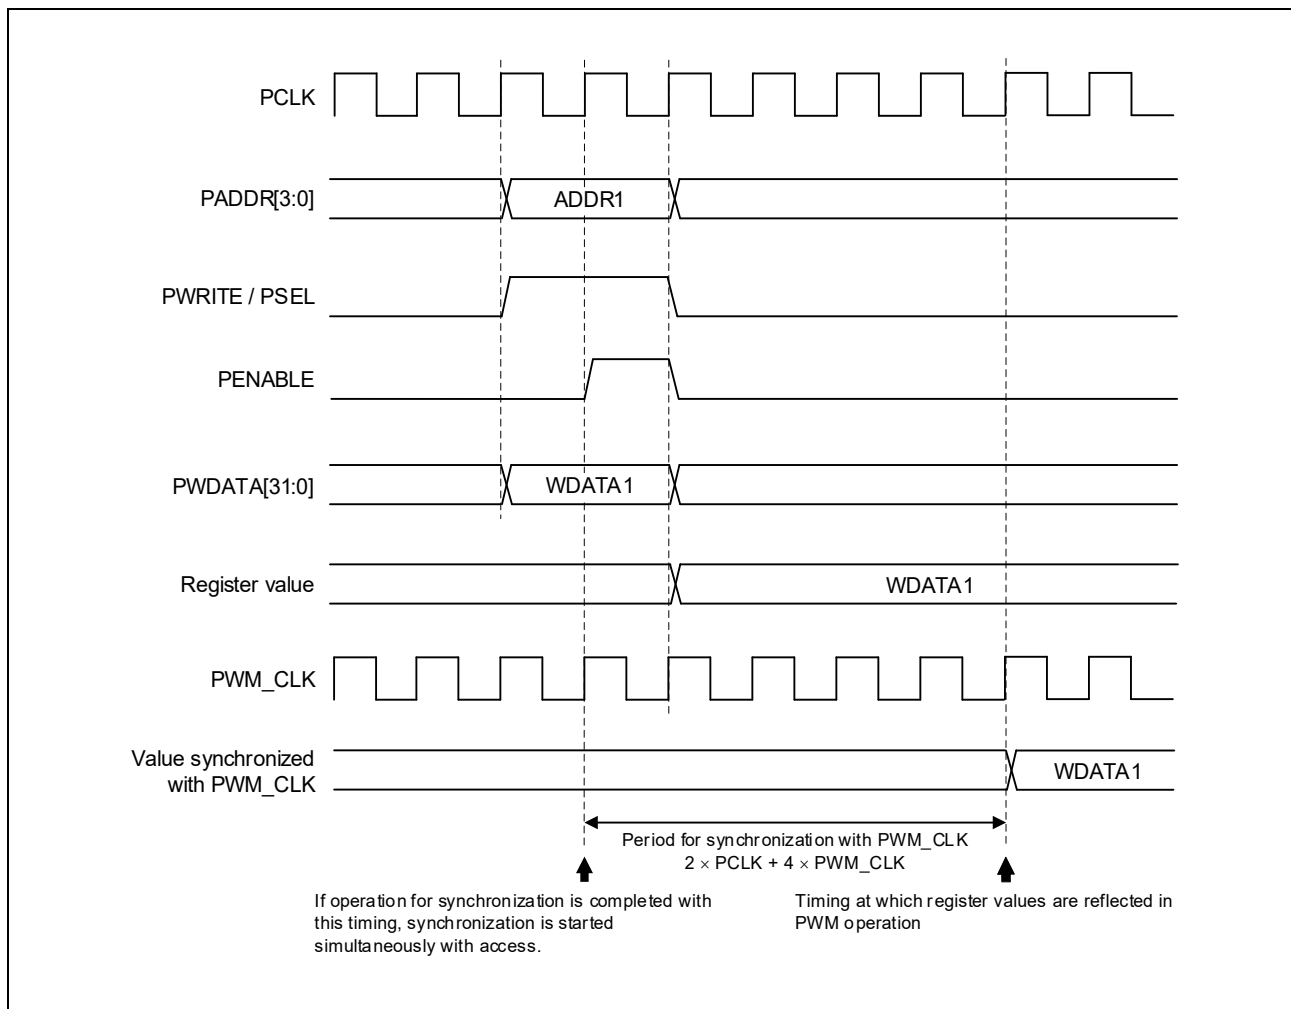 PCLK
PADDR[3:0]
ADDR1
PWRITE / PSEL
PENABLE
PWDATA[31:0]
WDATA1
Register value
WDATA1
PWM_CLK
Value synchronized
with PWM_CLK
WDATA1
Period for synchronization with PWM_CLK
2 × PCLK + 4 × PWM_CLK
If operation for synchronization is completed with
this timing, synchronization is started
simultaneously with access.
Timing at which register values are reflected in
PWM operation